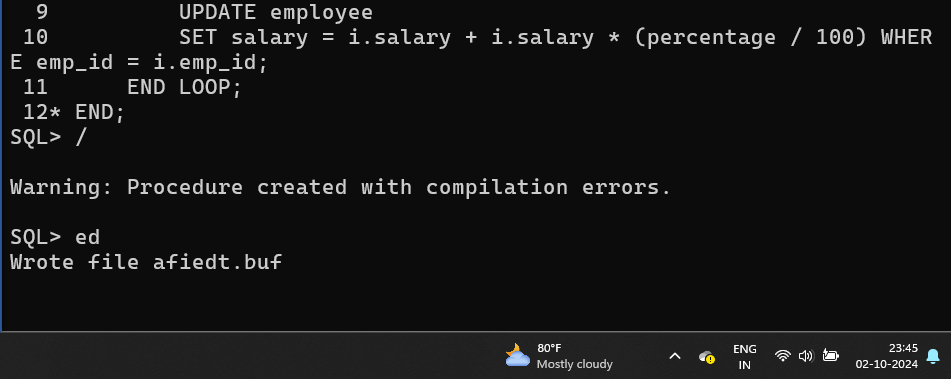 9          UPDATE employee
10          SET salary = i.salary + i.salary * (percentage / 100) WHER
E emp_id = i.emp_id;
11      END LOOP;
12* END;
SQL> /
Warning: Procedure created with compilation errors.
SQL> ed
Wrote file afiedt.buf
80°F
Mostly cloudy
ENG
IN
23:45
02-10-2024